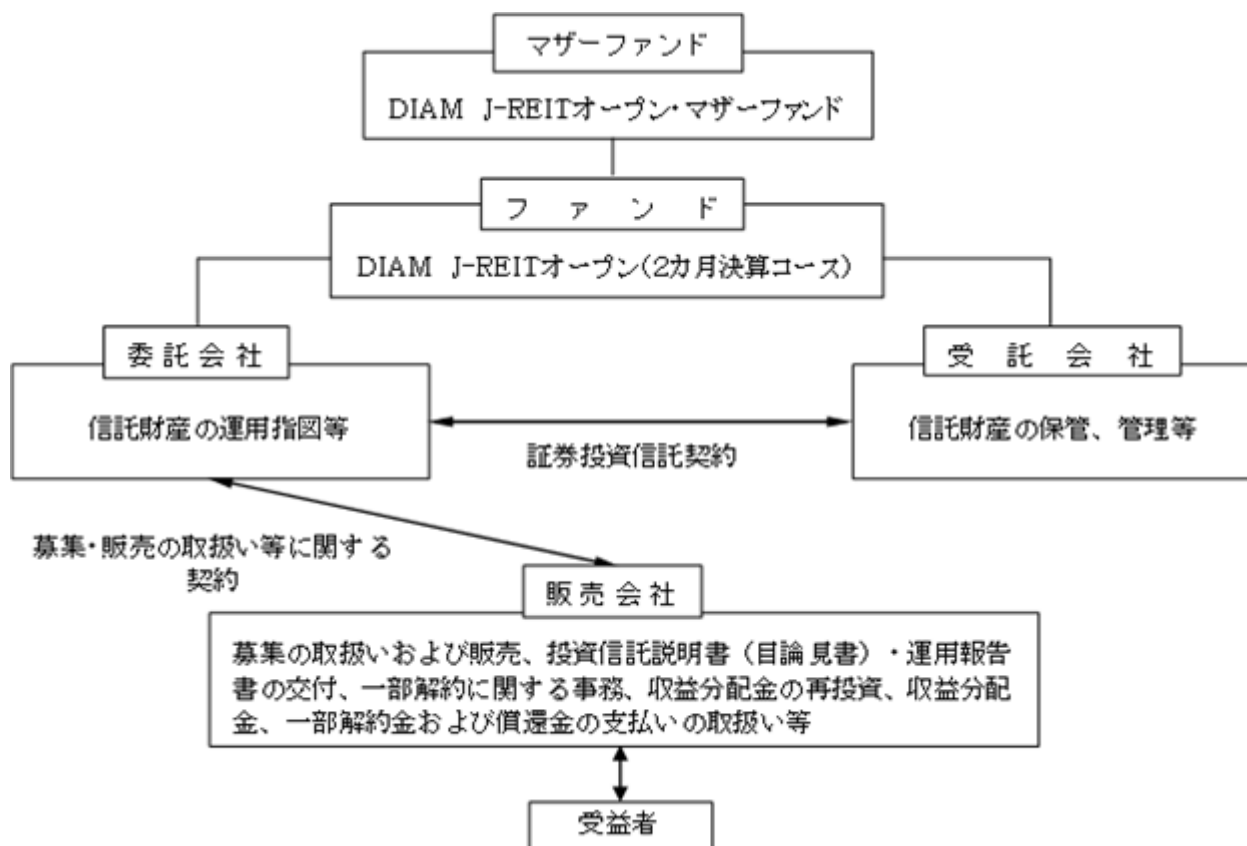 マザーファンド
DIAM J-REITオープン・マザーファンド
ファンド
DIAM J-REITオープン(2カ月決算コース)
委託会社
受託会社
信託財産の運用指図等
信託財産の保管、管理等
証券投資信託契約
募集・販売の取扱い等に関する
契約
販売会社
募集の取扱いおよび販売、投資信託説明書（目論見書）・運用報告
書の交付、一部解約に関する事務、収益分配金の再投資、収益分配
金、一部解約金および償還金の支払いの取扱い等
受益者